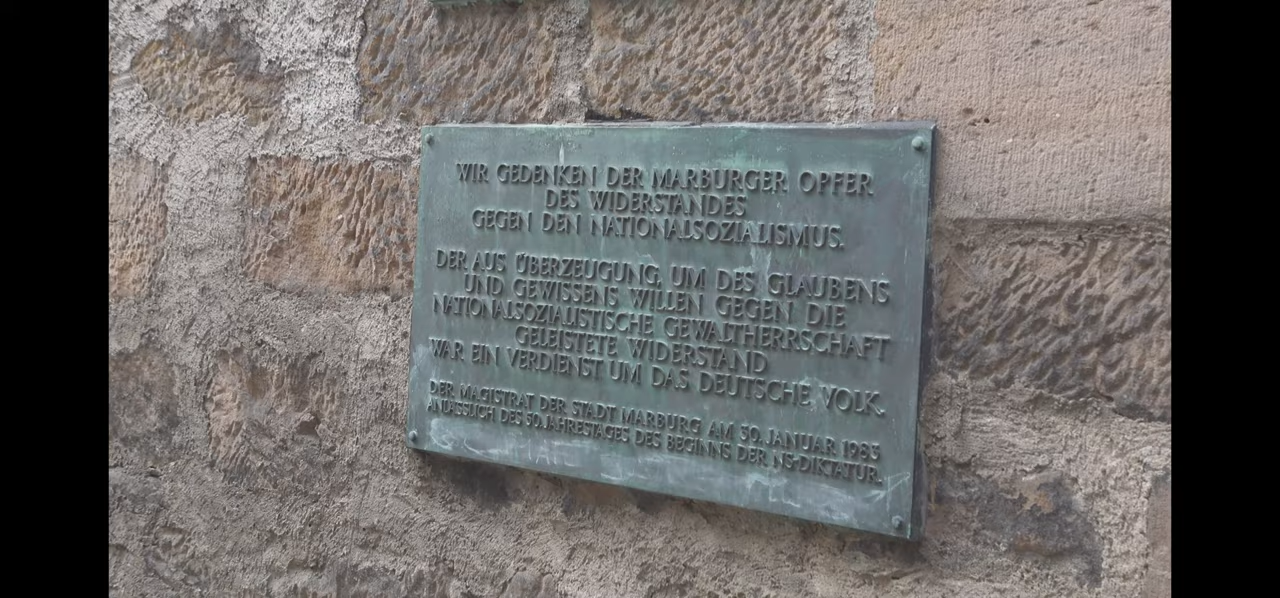 WIR GEDENKEN DER MARBURGER OPFER
DES WIDERSTANDES
GEGEN DEN NATIONALSOZIALISMUS.
DER AUS ÜBERZEUGUNG, UM DES GLAUBENS
UND GEWISSENS WILLEN GEGEN DIE
NATIONALSOZIALISTISCHE GEWALTHERRSCHAFT
GELEISTETE WIDERSTAND
WAR EIN VERDIENST UM DAS DEUTSCHE VOLK.
DER MAGISTRAT DER STADT MARBURG AM 30. JANUAR 1983
ANLÄSSLICH DES 50. JAHRESTAGES DES BEGINNS DER NS-DIKTATUR.